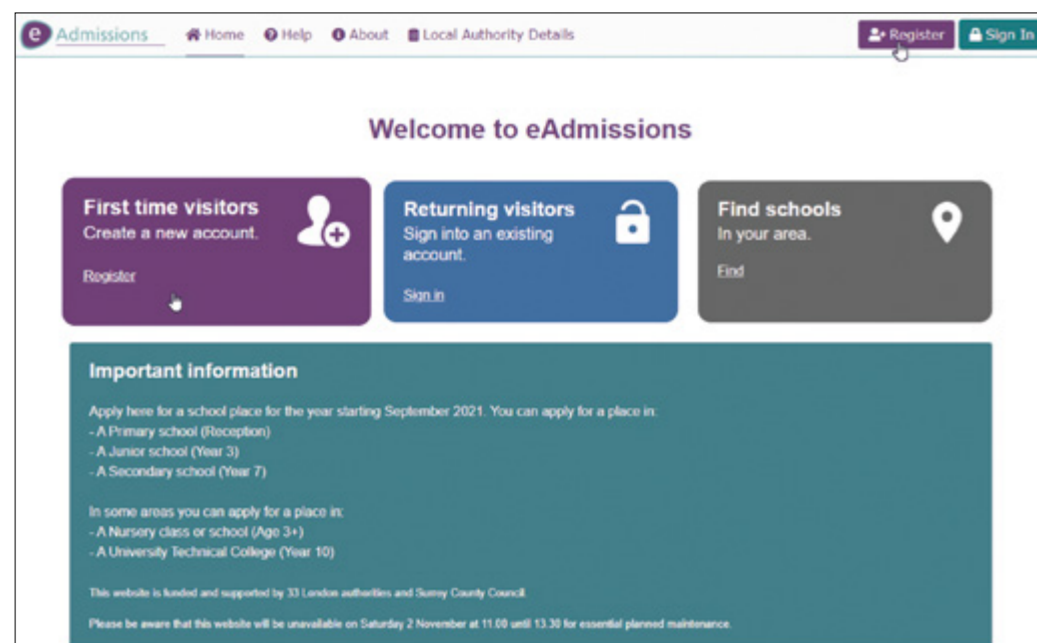 e Admissions Home Help About Local Authority Details Register Sign In
Welcome to eAdmissions
First time visitors
Create a new account.
Register
Returning visitors
Sign into an existing
account.
Sign in
Find schools
In your area.
Find
Important information
Apply here for a school place for the year starting September 2021. You can apply for a place in:
- A Primary school (Reception)
- A Junior school (Year 3)
- A Secondary school (Year 7)
In some areas you can apply for a place in:
- A Nursery class or school (Age 3+)
- A University Technical College (Year 10)
This website is funded and supported by 33 London authorities and Surrey County Council.
Please be aware that this website will be unavailable on Saturday 2 November at 11.00 until 13.30 for essential planned maintenance.